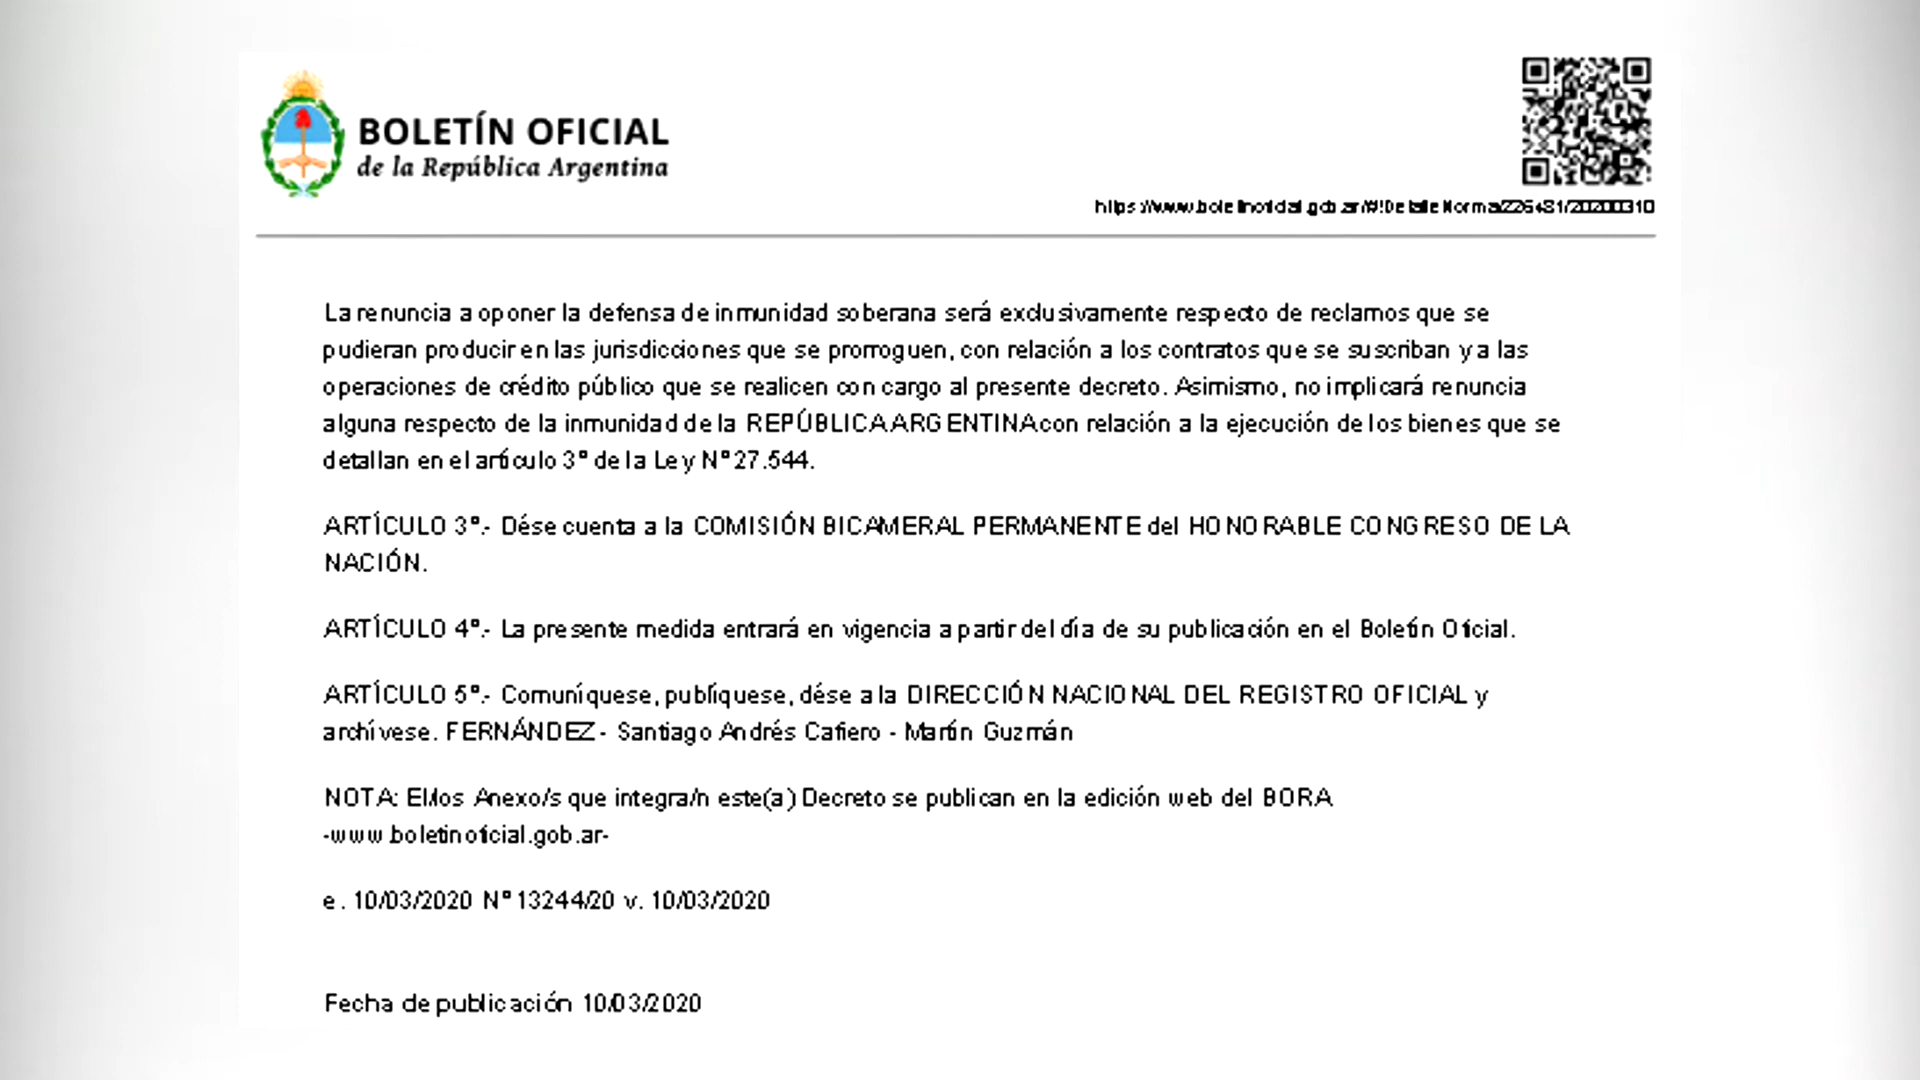 BOLETÍN OFICIAL
de la República Argentina
https://www.boletinoficial.gob.ar/#!DetalleNorma/226481/20200310
La renuncia a oponer la defensa de inmunidad soberana será exclusivamente respecto de reclamos que se
pudieran producir en las jurisdicciones que se prorroguen, con relación a los contratos que se suscriban y a las
operaciones de crédito público que se realicen con cargo al presente decreto. Asimismo, no implicará renuncia
alguna respecto de la inmunidad de la REPÚBLICA ARGENTINA con relación a la ejecución de los bienes que se
detallan en el artículo 3° de la Ley N° 27.544.
ARTÍCULO 3°.- Dése cuenta a la COMISIÓN BICAMERAL PERMANENTE del HONORABLE CONGRESO DE LA
NACIÓN.
ARTÍCULO 4°.- La presente medida entrará en vigencia a partir del día de su publicación en el Boletín Oficial.
ARTÍCULO 5°.- Comuníquese, publíquese, dése a la DIRECCIÓN NACIONAL DEL REGISTRO OFICIAL y
archívese. FERNÁNDEZ - Santiago Andrés Cafiero - Martín Guzmán
NOTA: El/los Anexo/s que integra/n este(a) Decreto se publican en la edición web del BORA
-www.boletinoficial.gob.ar-
e. 10/03/2020 N° 13244/20 v. 10/03/2020
Fecha de publicación 10/03/2020